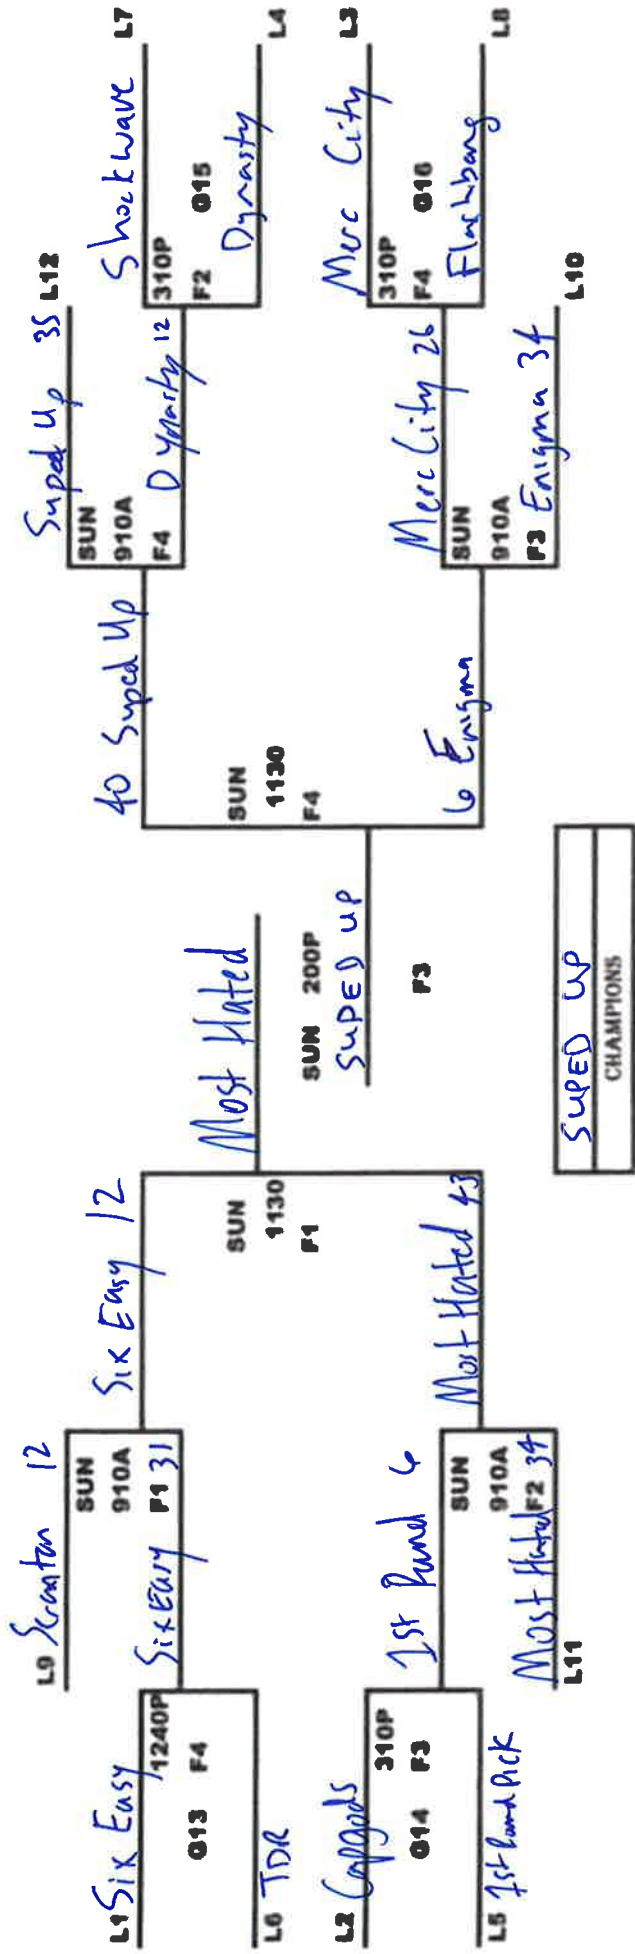 L9 Scranton 12
L1 Six Easy
1240P
G13 F4
L6 TDR
SUN
910A
F1 31
Six Easy
Six Easy 12
L2 Capgods
310P
G14 F3
L5 1st Round Pick
1st Round 6
SUN
910A
F2 34
Most Hated
L11
Most Hated 43
SUN
1130
F1
Most Hated
SUN 200P
SUPED UP
F3
SUPED UP
CHAMPIONS
40 Suped Up
SUN
1130
F4
6 Enigma
Suped Up 35
L12
SUN
910A
F4
Dynasty 12
Shockwave
L7
310P
F2 G15
Dynasty
L4
Merc City 26
SUN
910A
F3 Enigma 34
L10
Merc City
L3
310P
F4 G16
Flashbang
L8